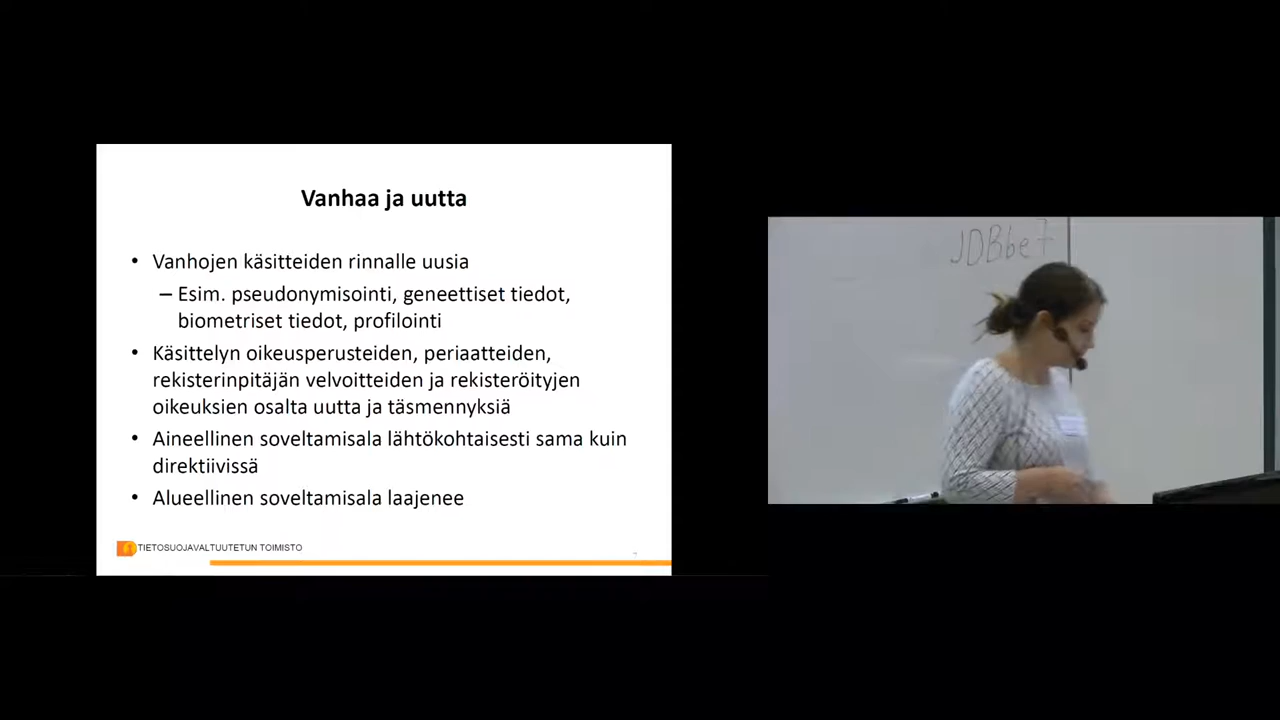 Vanhaa ja uutta
• Vanhojen käsitteiden rinnalle uusia
– Esim. pseudonymisointi, geneettiset tiedot,
biometriset tiedot, profilointi
• Käsittelyn oikeusperusteiden, periaatteiden,
rekisterinpitäjän velvoitteiden ja rekisteröityjen
oikeuksien osalta uutta ja täsmennyksiä
• Aineellinen soveltamisala lähtökohtaisesti sama kuin
direktiivissä
• Alueellinen soveltamisala laajenee
TIETOSUOJAVALTUUTETUN TOIMISTO
JDBbe7